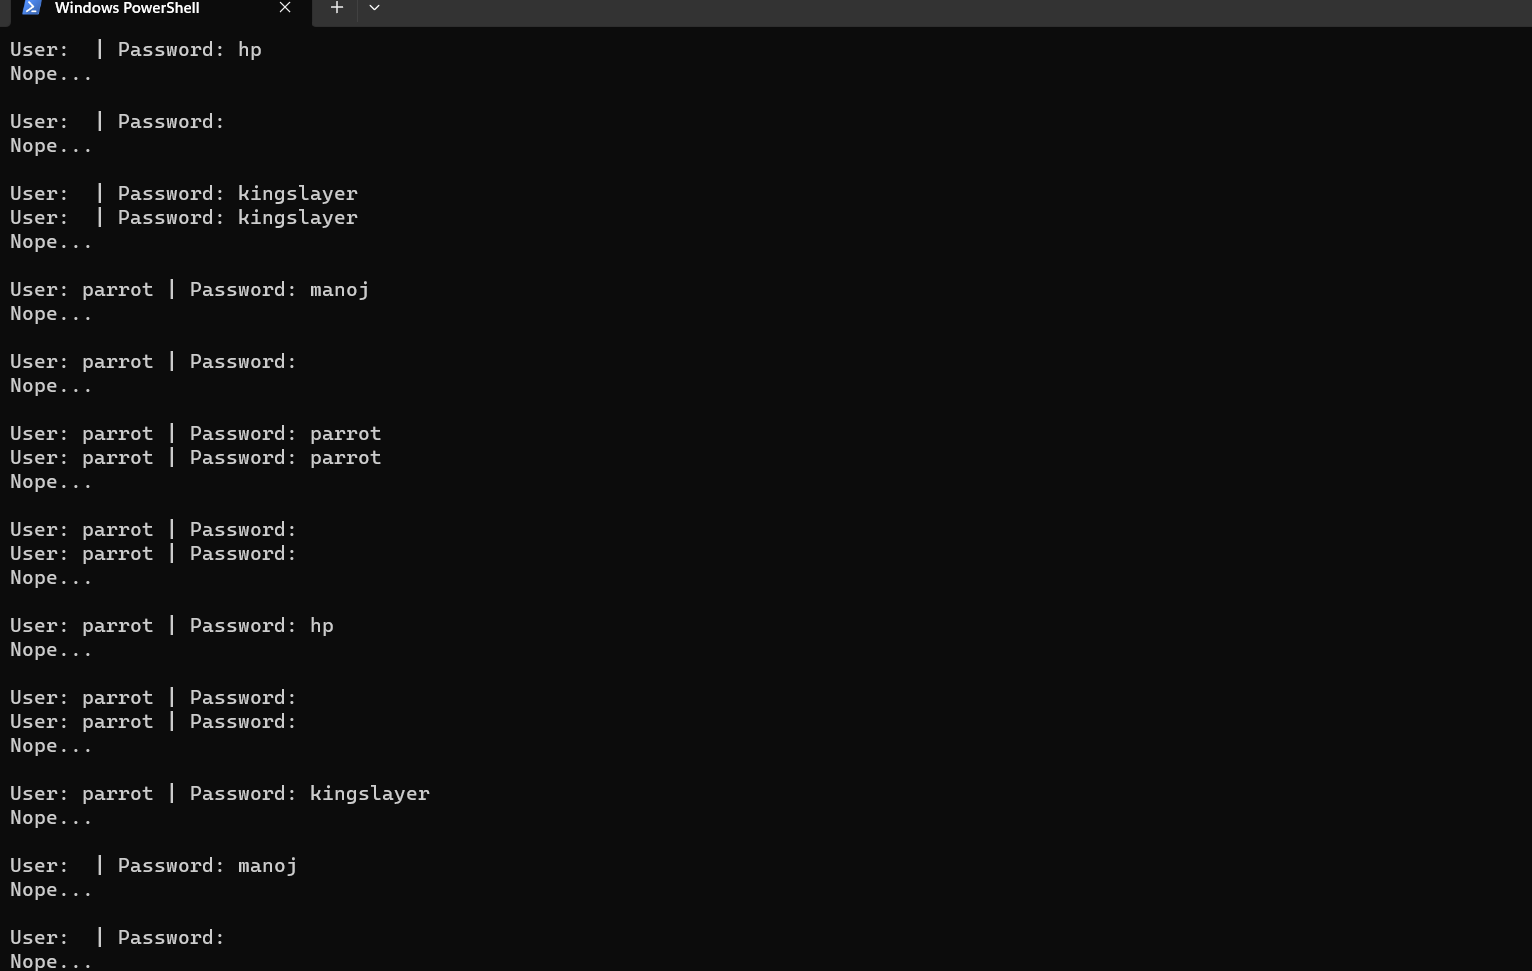 Windows PowerShell
User:  | Password: hp
Nope...
User:  | Password:
Nope...
User:  | Password: kingslayer
User:  | Password: kingslayer
Nope...
User: parrot | Password: manoj
Nope...
User: parrot | Password:
Nope...
User: parrot | Password: parrot
User: parrot | Password: parrot
Nope...
User: parrot | Password:
User: parrot | Password:
Nope...
User: parrot | Password: hp
Nope...
User: parrot | Password:
User: parrot | Password:
Nope...
User: parrot | Password: kingslayer
Nope...
User:  | Password: manoj
Nope...
User:  | Password:
Nope...